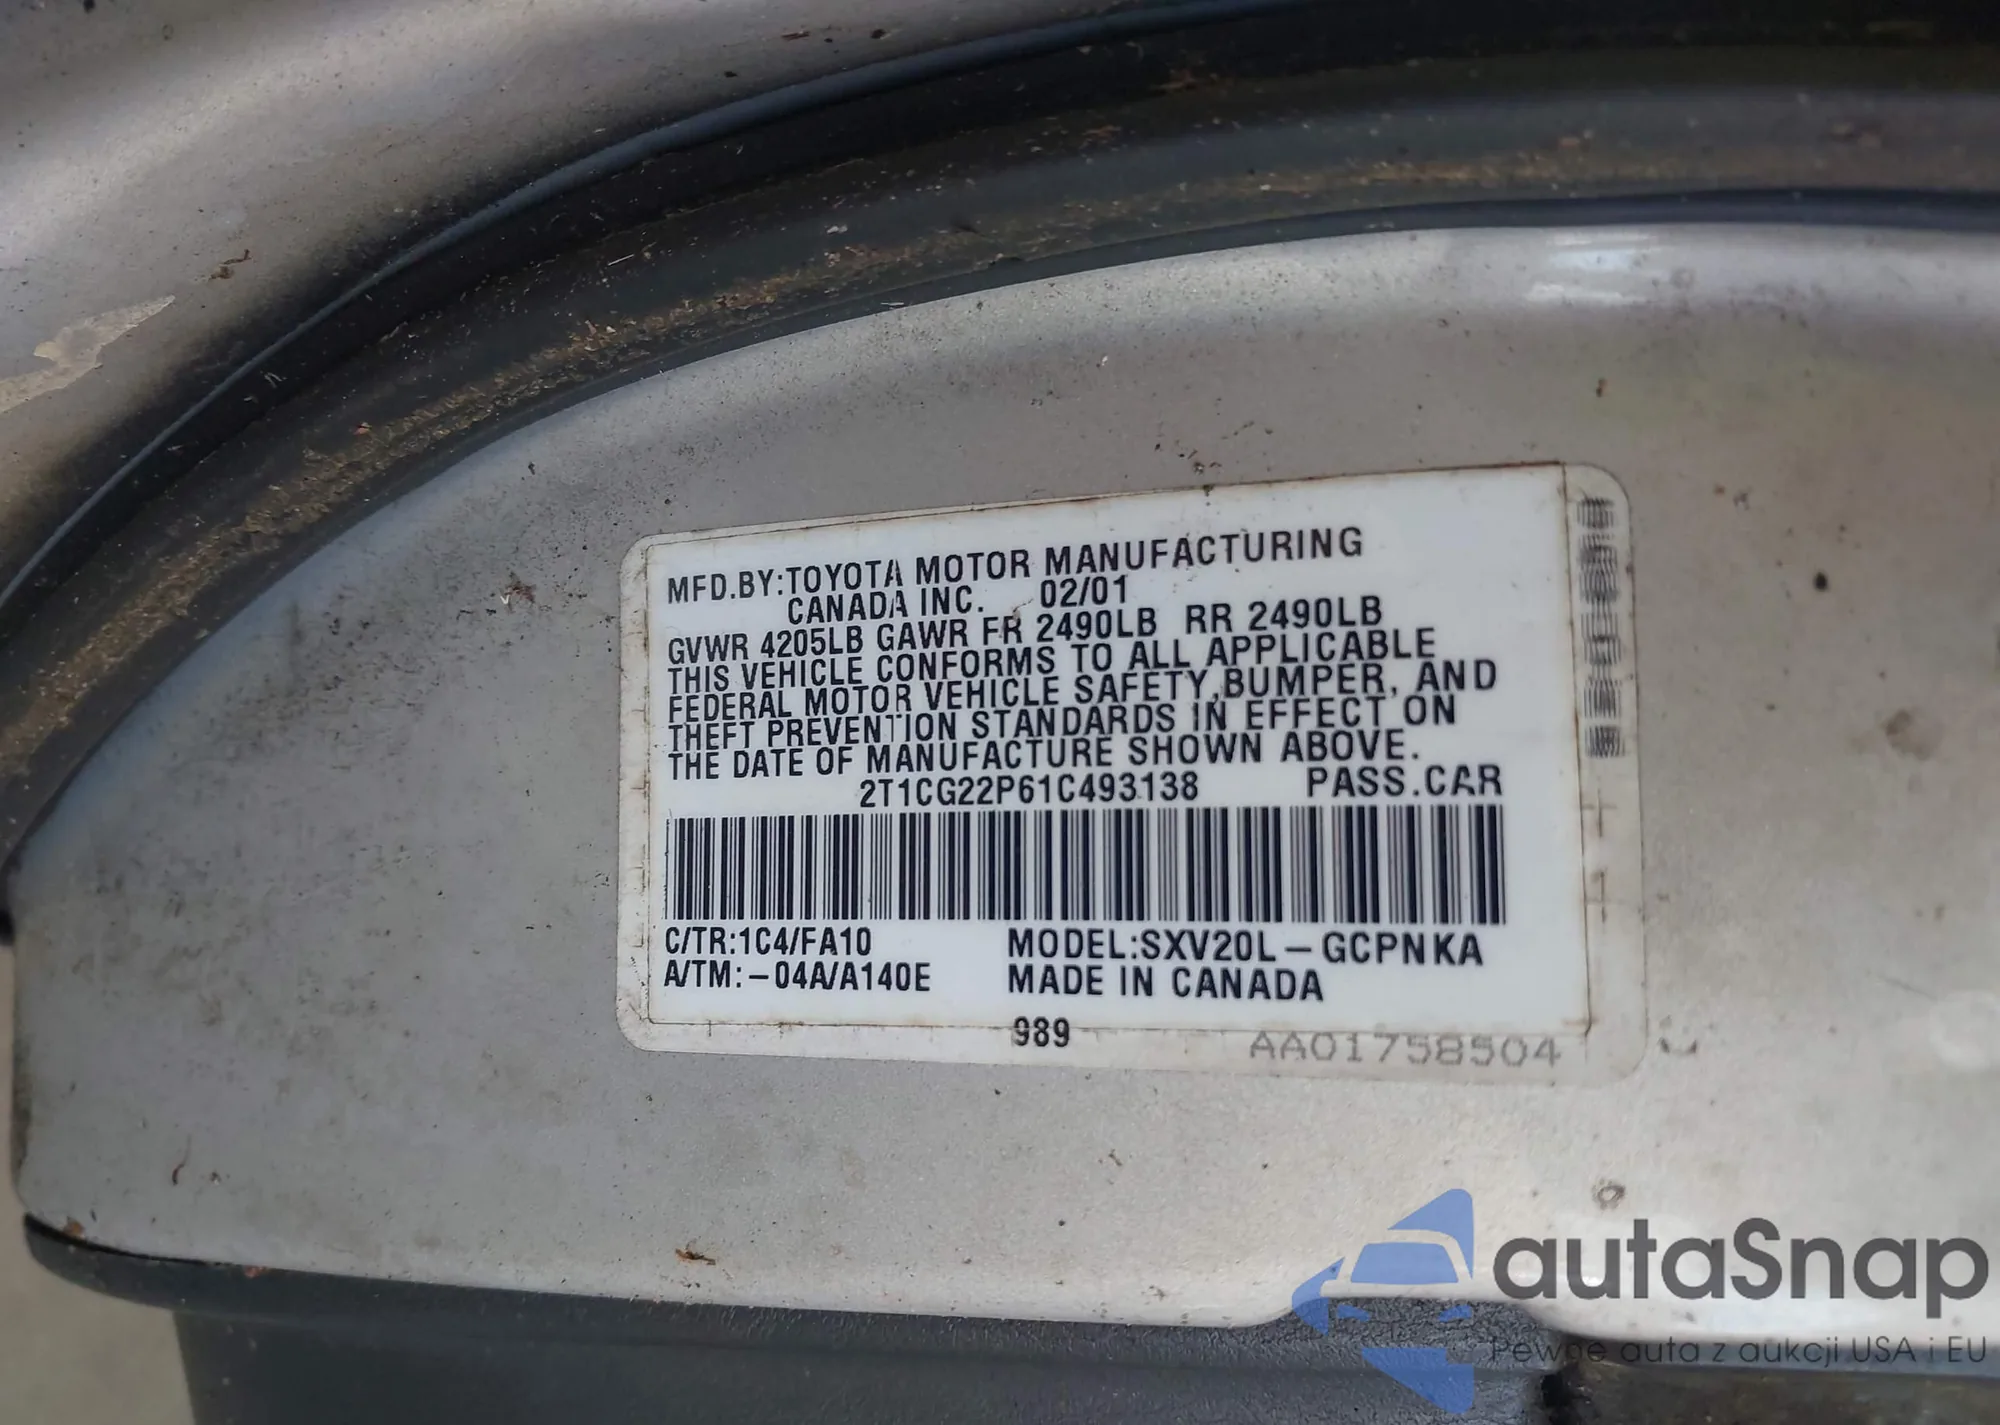 MFD.BY:TOYOTA MOTOR MANUFACTURING
CANADA INC. 02/01
GVWR 4205LB GAWR FR 2490LB RR 2490LB
THIS VEHICLE CONFORMS TO ALL APPLICABLE
FEDERAL MOTOR VEHICLE SAFETY,BUMPER, AND
THEFT PREVENTION STANDARDS IN EFFECT ON
THE DATE OF MANUFACTURE SHOWN ABOVE.
2T1CG22P61C493138 PASS.CAR
C/TR:1C4/FA10 MODEL:SXV20L-GCPNKA
A/TM:-04A/A140E MADE IN CANADA
989
AA01758504
autaSnap
Pewne auta z aukcji USA i EU